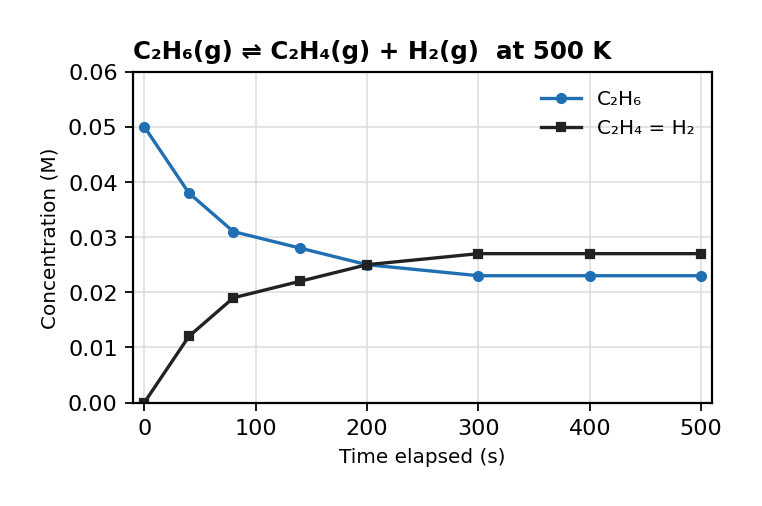 C₂H₆(g) ⇌ C₂H₄(g) + H₂(g)  at 500 K
0.06
0.05
0.04
0.03
0.02
0.01
0.00
Concentration (M)
C₂H₆
C₂H₄ = H₂
0 100 200 300 400 500
Time elapsed (s)